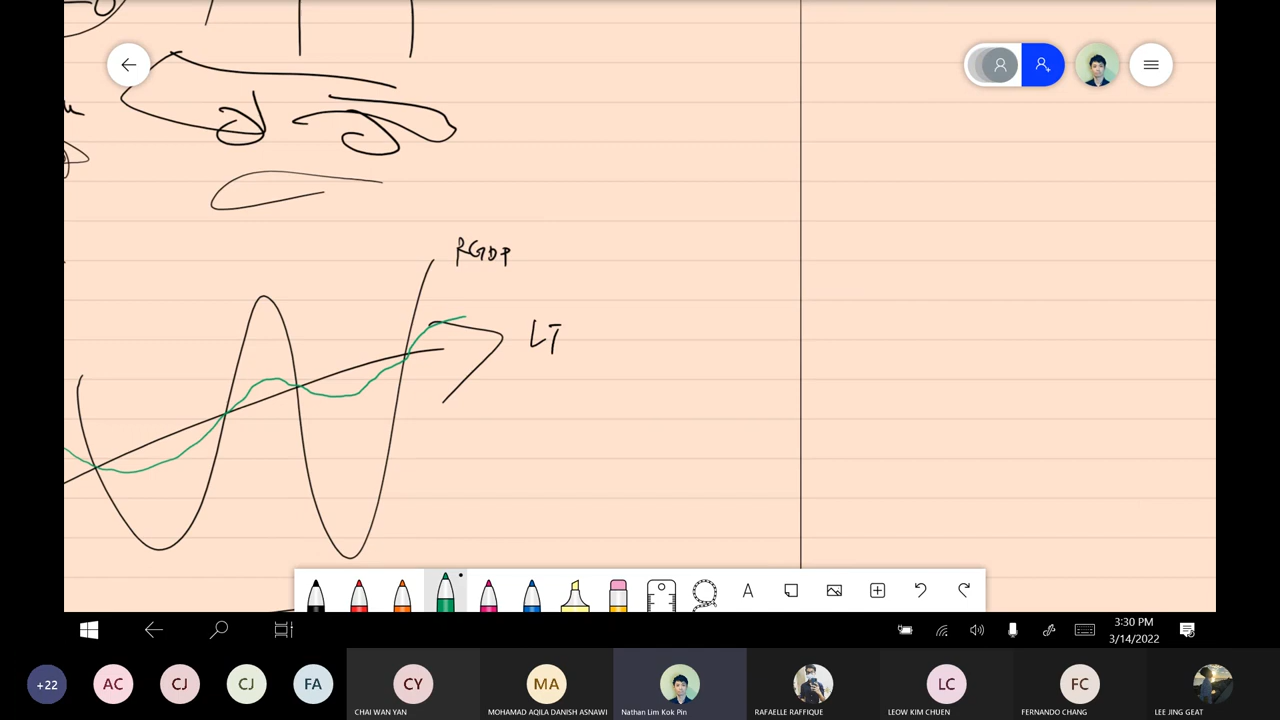 RGDP
LT
A
3:30 PM
3/14/2022
+22
AC
CJ
CJ
FA
CY
MA
LC
FC
CHAI WAN YAN
MOHAMAD AQILA DANISH ASNAWI
Nathan Lim Kok Pin
RAFAELLE RAFFIQUE
LEOW KIM CHUEN
FERNANDO CHANG
LEE JING GEAT